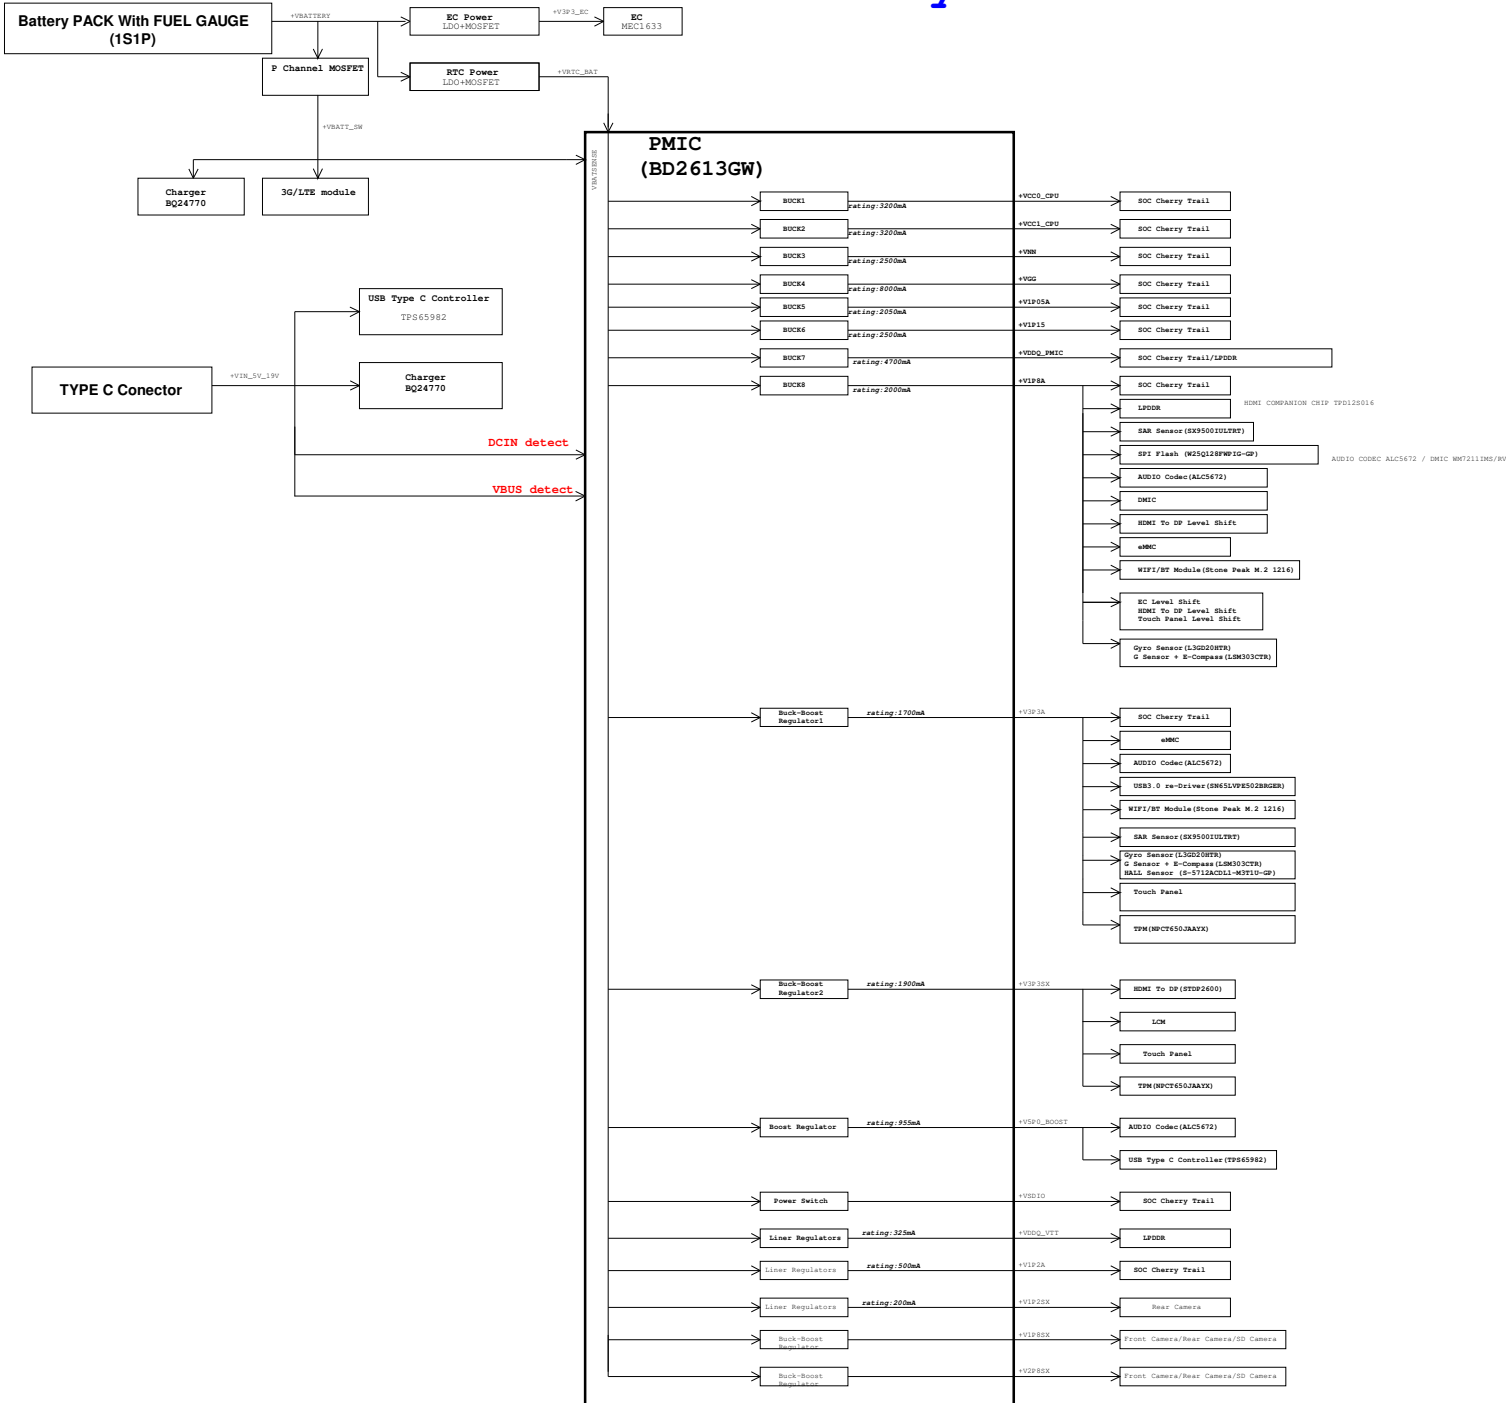 Battery PACK With FUEL GAUGE
(1S1P)
+VBATTERY
EC Power
LDO+MOSFET
+V3P3_EC
EC
MEC1633
P Channel MOSFET
RTC Power
LDO+MOSFET
+VRTC_BAT
+VBATT_SW
Charger
BQ24770
3G/LTE module
VBATSENSE
PMIC
(BD2613GW)
BUCK1
rating:3200mA
+VCC0_CPU
SOC Cherry Trail
BUCK2
rating:3200mA
+VCC1_CPU
SOC Cherry Trail
BUCK3
rating:2500mA
+VNN
SOC Cherry Trail
BUCK4
rating:8000mA
+VGG
SOC Cherry Trail
BUCK5
rating:2050mA
+V1P05A
SOC Cherry Trail
BUCK6
rating:2500mA
+V1P15
SOC Cherry Trail
BUCK7
rating:4700mA
+VDDQ_PMIC
SOC Cherry Trail/LPDDR
BUCK8
rating:2000mA
+V1P8A
SOC Cherry Trail
USB Type C Controller
TPS65982
TYPE C Conector
+VIN_5V_19V
Charger
BQ24770
DCIN detect
VBUS detect
LPDDR
HDMI COMPANION CHIP TPD12S016
SAR Sensor(SX9500IULTRT)
SPI Flash (W25Q128FWPIG-GP)
AUDIO CODEC ALC5672 / DMIC WM7211IMS/RV
AUDIO Codec(ALC5672)
DMIC
HDMI To DP Level Shift
eMMC
WIFI/BT Module(Stone Peak M.2 1216)
EC Level Shift
HDMI To DP Level Shift
Touch Panel Level Shift
Gyro Sensor(L3GD20HTR)
G Sensor + E-Compass(LSM303CTR)
Buck-Boost
Regulator1
rating:1700mA
+V3P3A
SOC Cherry Trail
eMMC
AUDIO Codec(ALC5672)
USB3.0 re-Driver(SN65LVPE502BRGER)
WIFI/BT Module(Stone Peak M.2 1216)
SAR Sensor(SX9500IULTRT)
Gyro Sensor(L3GD20HTR)
G Sensor + E-Compass(LSM303CTR)
HALL Sensor (S-5712ACDL1-M3T1U-GP)
Touch Panel
TPM(NPCT650JAAYX)
Buck-Boost
Regulator2
rating:1900mA
+V3P3SX
HDMI To DP(STDP2600)
LCM
Touch Panel
TPM(NPCT650JAAYX)
Boost Regulator
rating:955mA
+V5P0_BOOST
AUDIO Codec(ALC5672)
USB Type C Controller(TPS65982)
Power Switch
+VSDIO
SOC Cherry Trail
Liner Regulators
rating:325mA
+VDDQ_VTT
LPDDR
Liner Regulators
rating:500mA
+V1P2A
SOC Cherry Trail
Liner Regulators
rating:200mA
+V1P2SX
Rear Camera
Buck-Boost
Regulator
+V1P8SX
Front Camera/Rear Camera/SD Camera
Buck-Boost
Regulator
+V2P8SX
Front Camera/Rear Camera/SD Camera